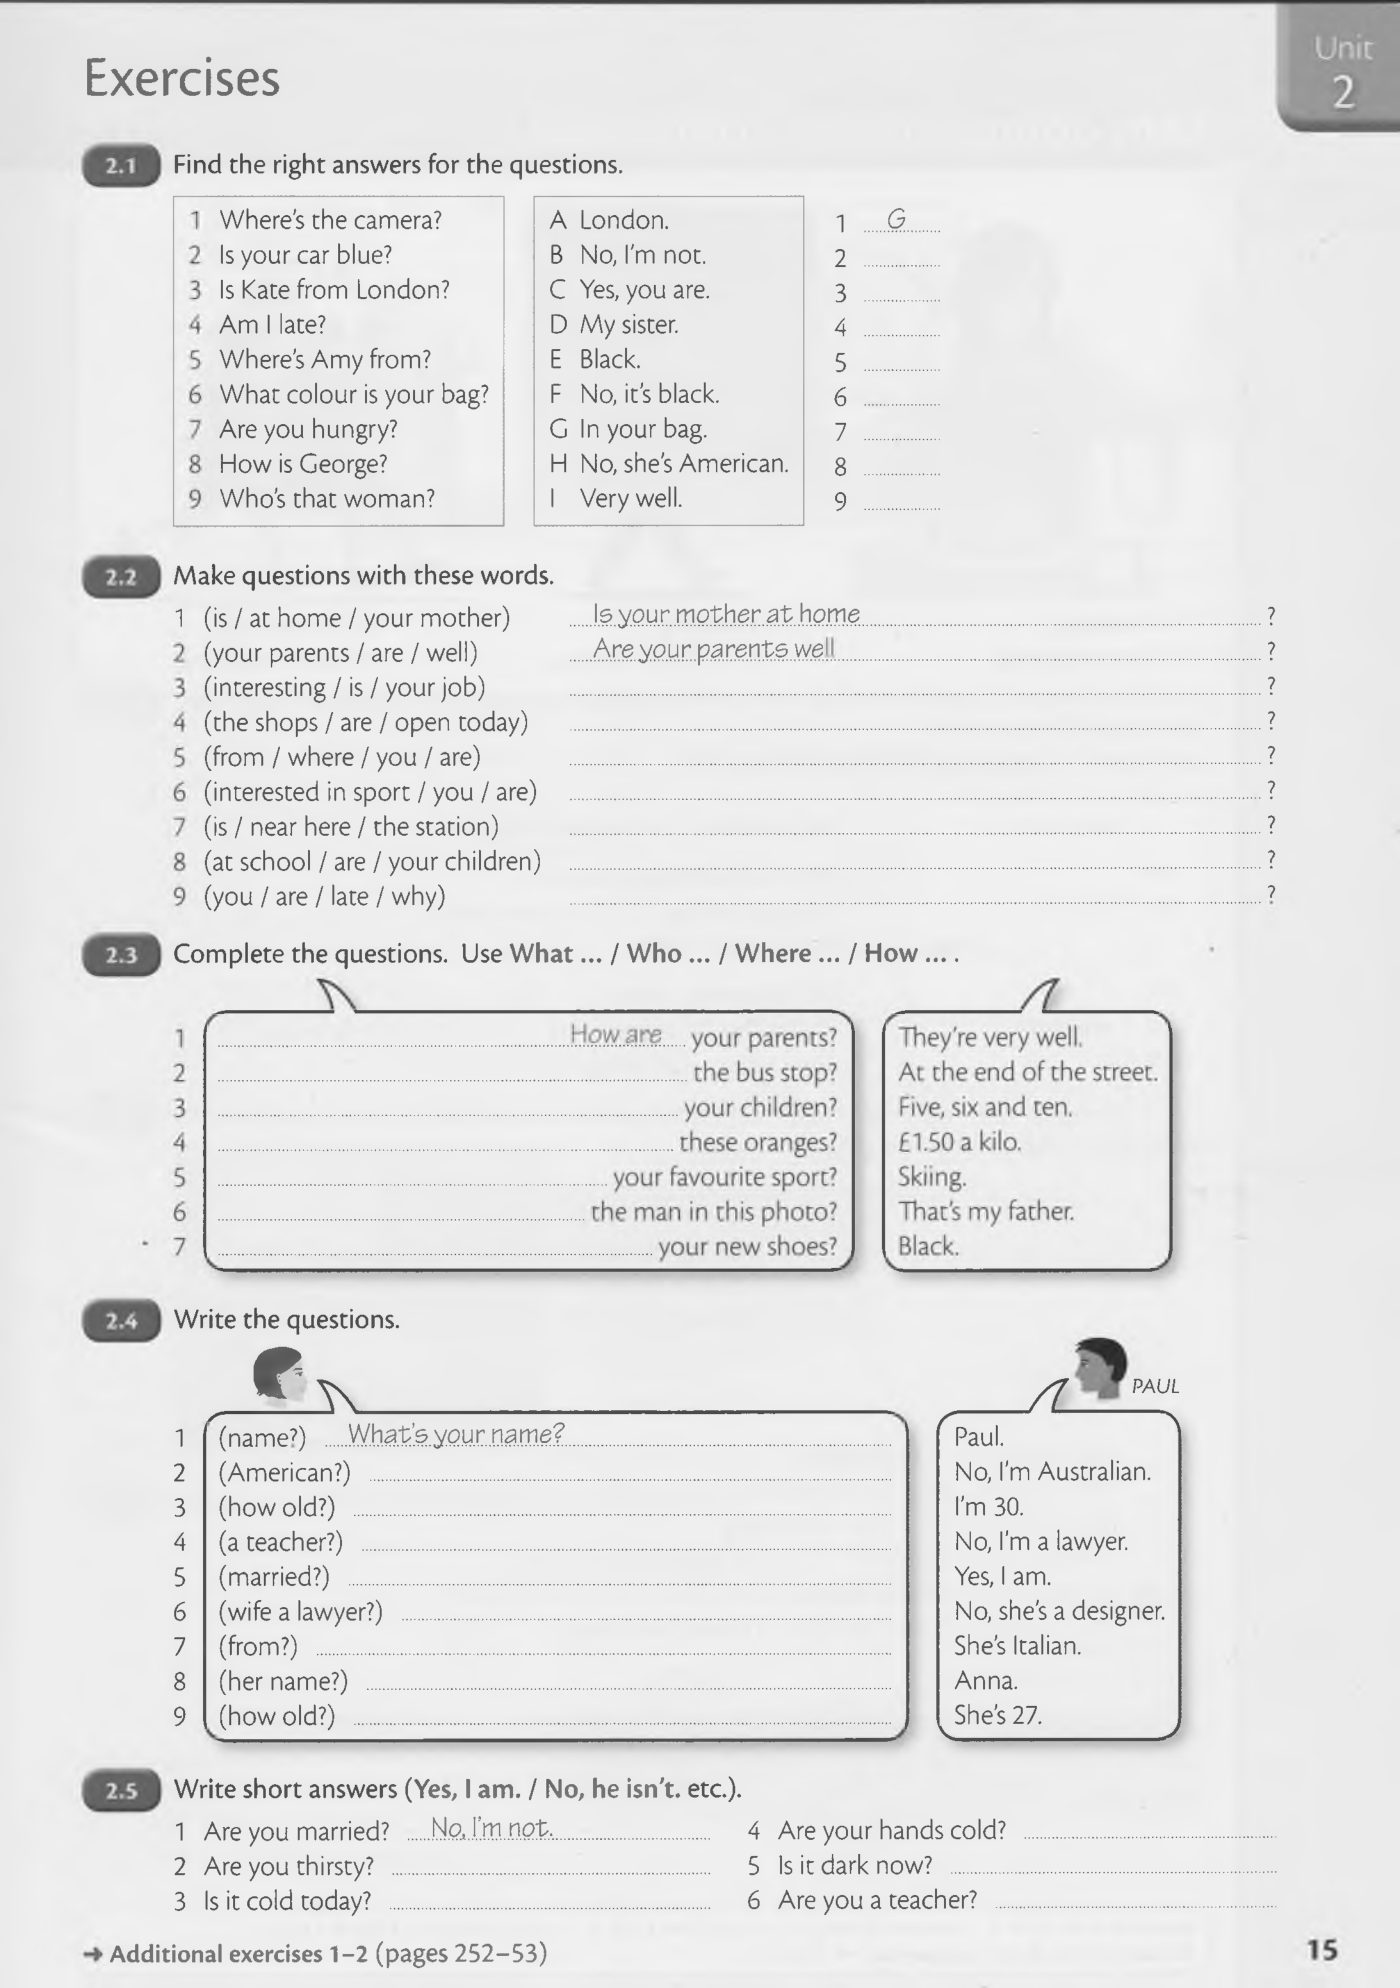 Unit
2
Exercises
2.1 Find the right answers for the questions.
1 Where's the camera?
2 Is your car blue?
3 Is Kate from London?
4 Am I late?
5 Where's Amy from?
6 What colour is your bag?
7 Are you hungry?
8 How is George?
9 Who's that woman?
A London.
B No, I'm not.
C Yes, you are.
D My sister.
E Black.
F No, it's black.
G In your bag.
H No, she's American.
I Very well.
1 G
2
3
4
5
6
7
8
9
2.2 Make questions with these words.
1 (is / at home / your mother) Is your mother at home ?
2 (your parents / are / well) Are your parents well ?
3 (interesting / is / your job) ?
4 (the shops / are / open today) ?
5 (from / where / you / are) ?
6 (interested in sport / you / are) ?
7 (is / near here / the station) ?
8 (at school / are / your children) ?
9 (you / are / late / why) ?
2.3 Complete the questions. Use What ... / Who ... / Where ... / How ... .
1 How are your parents? They're very well.
2 the bus stop? At the end of the street.
3 your children? Five, six and ten.
4 these oranges? £1.50 a kilo.
5 your favourite sport? Skiing.
6 the man in this photo? That's my father.
7 your new shoes? Black.
2.4 Write the questions.
PAUL
1 (name?) What's your name? Paul.
2 (American?) No, I'm Australian.
3 (how old?) I'm 30.
4 (a teacher?) No, I'm a lawyer.
5 (married?) Yes, I am.
6 (wife a lawyer?) No, she's a designer.
7 (from?) She's Italian.
8 (her name?) Anna.
9 (how old?) She's 27.
2.5 Write short answers (Yes, I am. / No, he isn't. etc.).
1 Are you married? No, I'm not.
2 Are you thirsty?
3 Is it cold today?
4 Are your hands cold?
5 Is it dark now?
6 Are you a teacher?
→ Additional exercises 1–2 (pages 252–53)
15